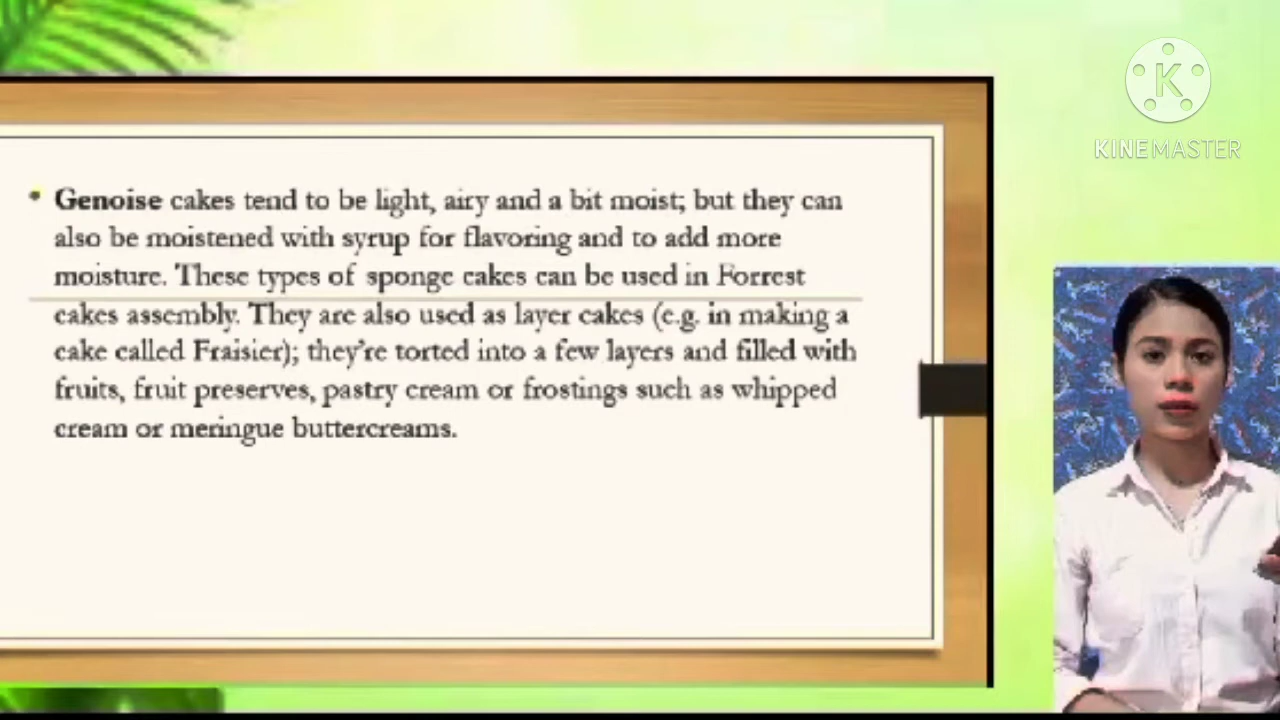 KINEMASTER
• Genoise cakes tend to be light, airy and a bit moist; but they can
also be moistened with syrup for flavoring and to add more
moisture. These types of sponge cakes can be used in Forrest
cakes assembly. They are also used as layer cakes (e.g. in making a
cake called Fraisier); they're torted into a few layers and filled with
fruits, fruit preserves, pastry cream or frostings such as whipped
cream or meringue buttercreams.